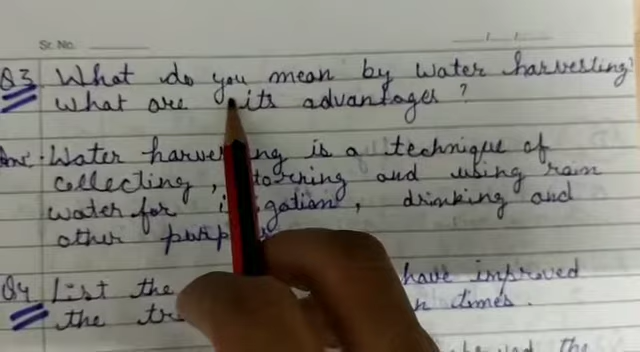 Sr. No.
Q3 What do you mean by water harvesting?
What are its advantages ?
Ans. Water harvesting is a technique of
collecting, storing and using rain
water for irrigation, drinking and
other
Q4 List the have improved
the times.
the